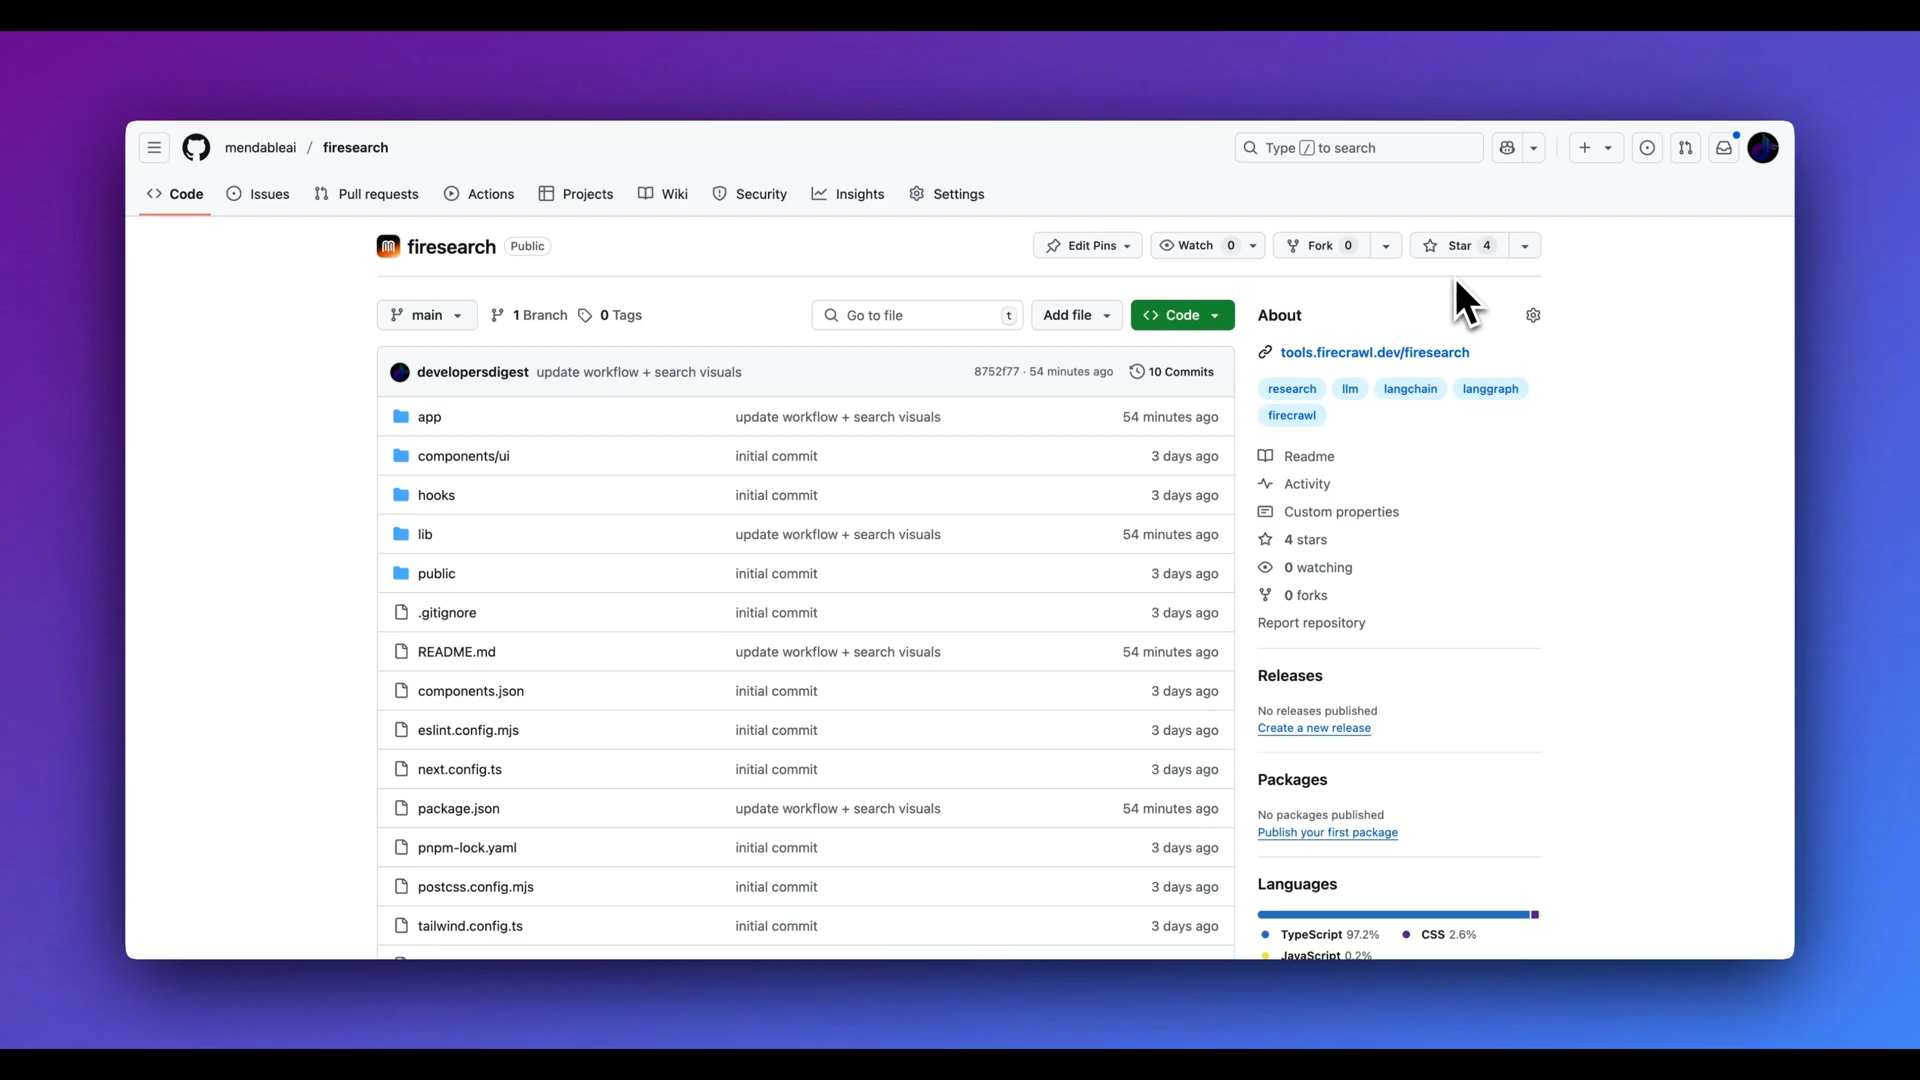 mendableai / firesearch
Type / to search
Code Issues Pull requests Actions Projects Wiki Security Insights Settings
firesearch Public
Edit Pins Watch 0 Fork 0 Star 4
main 1 Branch 0 Tags
Go to file t Add file Code
developersdigest update workflow + search visuals 8752f77 · 54 minutes ago 10 Commits
app update workflow + search visuals 54 minutes ago
components/ui initial commit 3 days ago
hooks initial commit 3 days ago
lib update workflow + search visuals 54 minutes ago
public initial commit 3 days ago
.gitignore initial commit 3 days ago
README.md update workflow + search visuals 54 minutes ago
components.json initial commit 3 days ago
eslint.config.mjs initial commit 3 days ago
next.config.ts initial commit 3 days ago
package.json update workflow + search visuals 54 minutes ago
pnpm-lock.yaml initial commit 3 days ago
postcss.config.mjs initial commit 3 days ago
tailwind.config.ts initial commit 3 days ago
About
tools.firecrawl.dev/firesearch
research llm langchain langgraph
firecrawl
Readme
Activity
Custom properties
4 stars
0 watching
0 forks
Report repository
Releases
No releases published
Create a new release
Packages
No packages published
Publish your first package
Languages
TypeScript 97.2% CSS 2.6%
JavaScript 0.2%